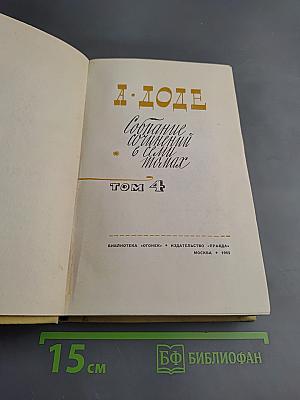 А · ДОДЕ
Собрание
сочинений
в семи
томах
ТОМ 4
БИБЛИОТЕКА «ОГОНЕК» • ИЗДАТЕЛЬСТВО «ПРАВДА»
МОСКВА • 1965
15 см
БФ БИБЛИОФАН